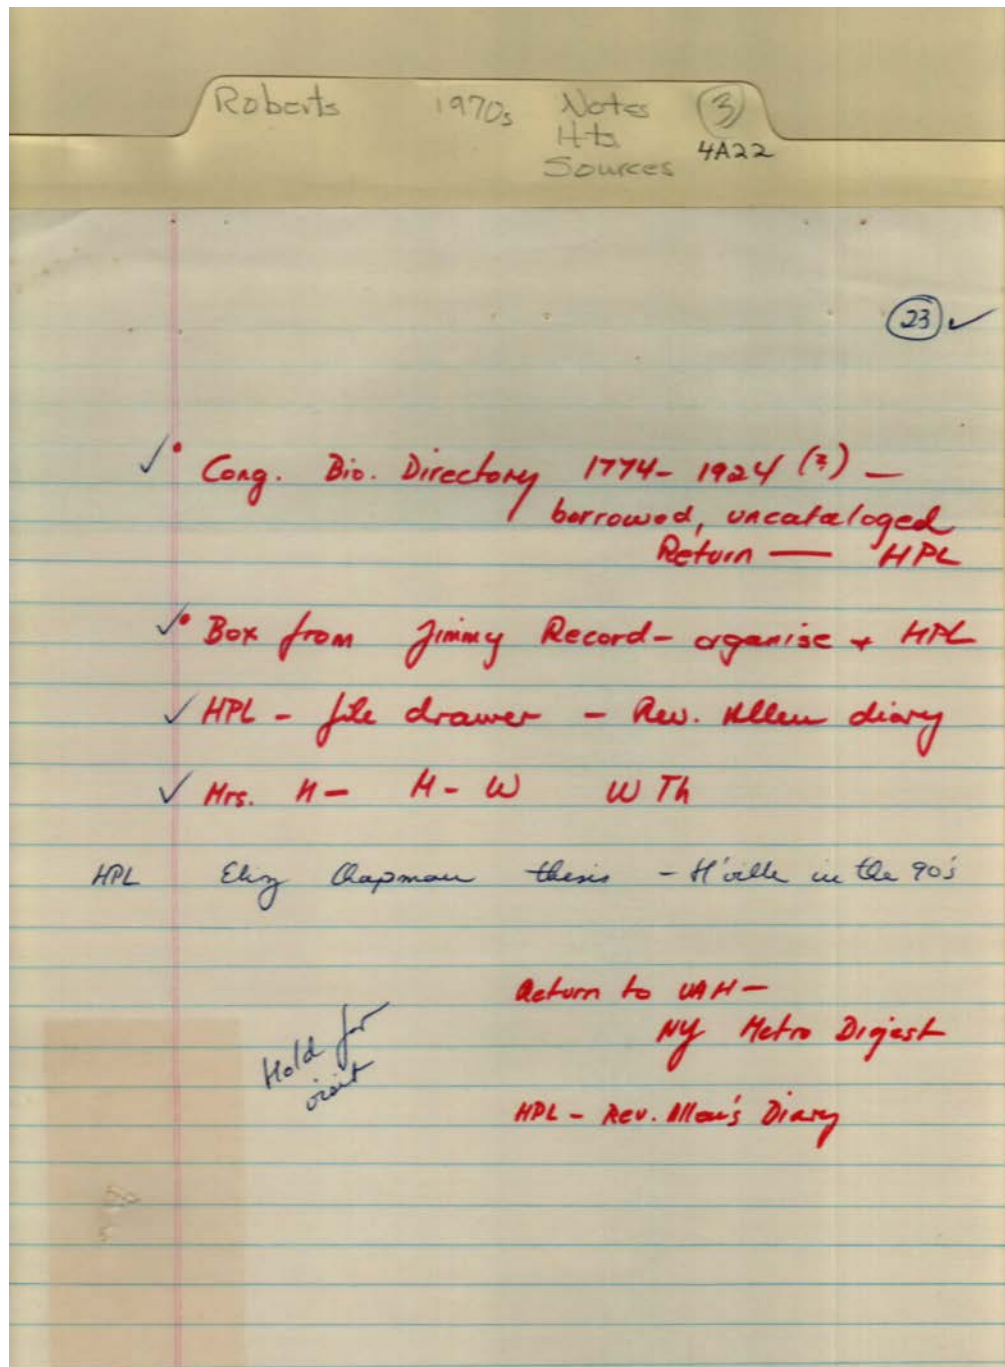 Roberts 1970s Notes 3
Hts. 4A22
Sources
23 ✓
✓• Cong. Bio. Directory 1774-1924 (?) —
borrowed, uncataloged
Return — HPL
✓• Box from Jimmy Record - organise + HPL
✓ HPL - file drawer - Rev. Allen diary
✓ Mrs. H- H-W W Th
HPL Eliz Chapman thesis - H'ville in the 90's
Return to UAH -
NY Metro Digest
Hold for
visit
HPL - Rev. Allen's Diary